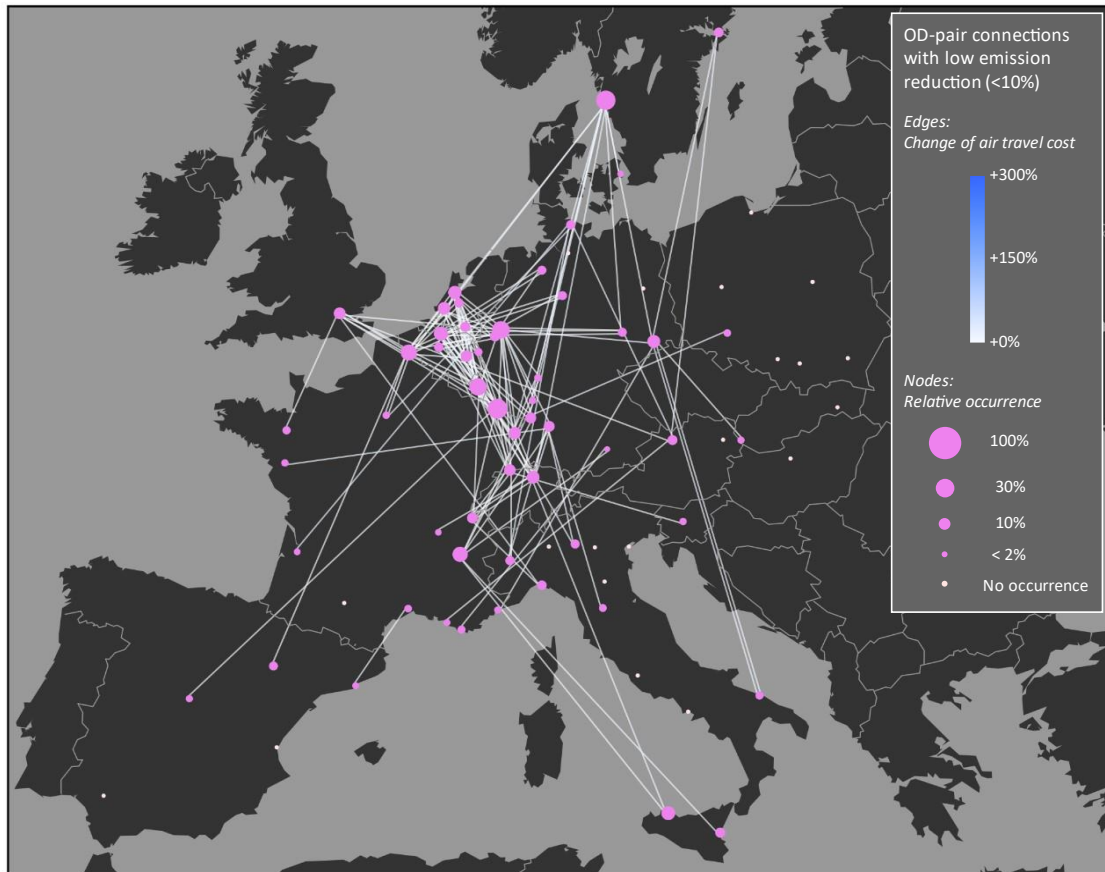 OD-pair connections
with low emission
reduction (<10%)
Edges:
Change of air travel cost
+300%
+150%
+0%
Nodes:
Relative occurrence
100%
30%
10%
< 2%
No occurrence